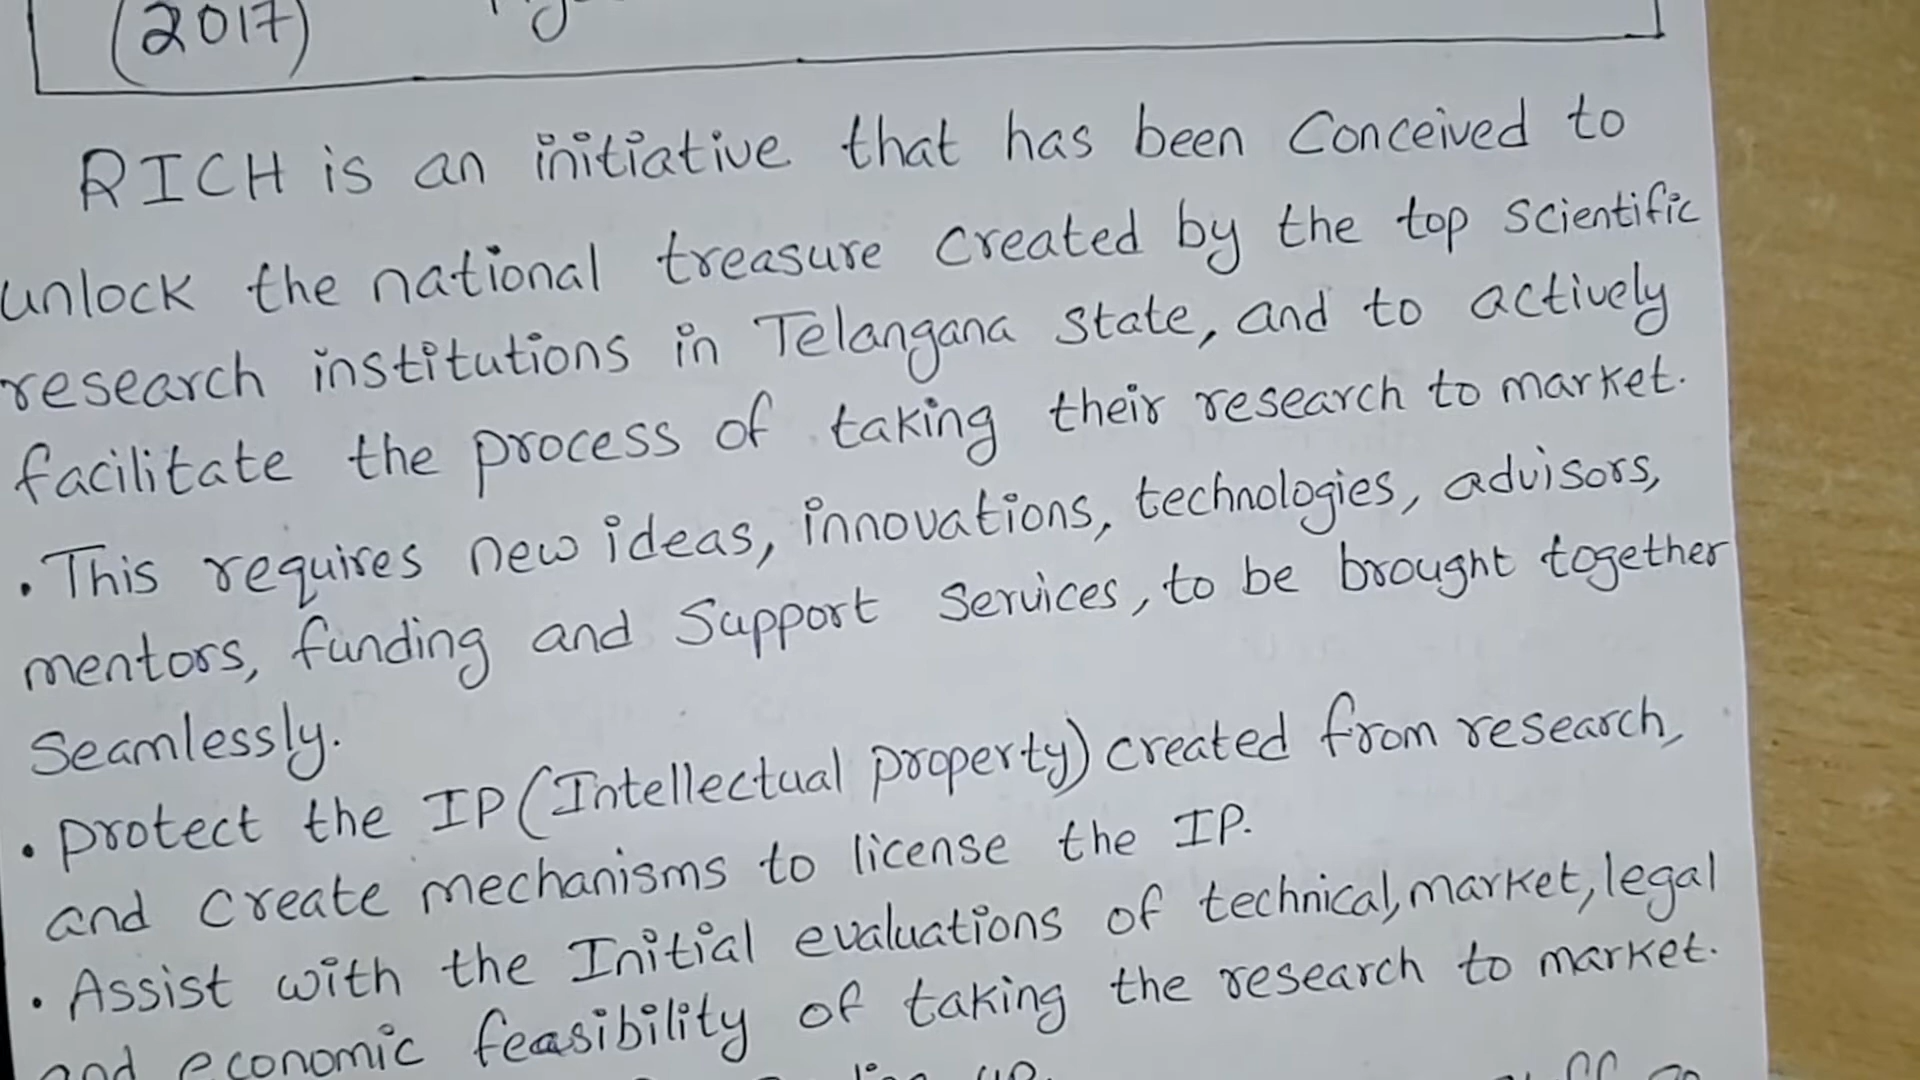 (2017)
RICH is an initiative that has been Conceived to
unlock the national treasure created by the top scientific
research institutions in Telangana state, and to actively
facilitate the process of taking their research to market.
• This requires new ideas, innovations, technologies, advisors,
mentors, funding and Support Services, to be brought together
Seamlessly.
• protect the IP (Intellectual property) created from research,
and create mechanisms to license the IP.
• Assist with the Initial evaluations of technical, market, legal
and economic feasibility of taking the research to market.